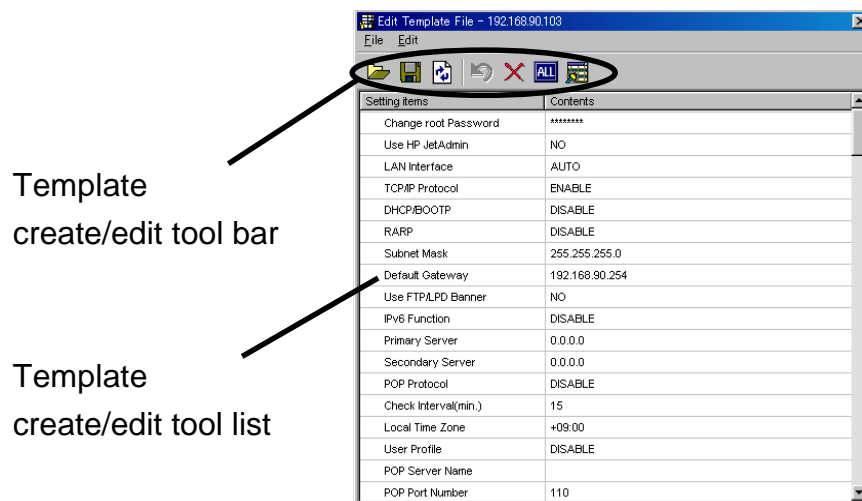 Edit Template File - 192.168.90.103
File Edit
ALL
Setting items Contents
Change root Password ********
Use HP JetAdmin NO
LAN Interface AUTO
TCP/IP Protocol ENABLE
DHCP/BOOTP DISABLE
RARP DISABLE
Subnet Mask 255.255.255.0
Default Gateway 192.168.90.254
Use FTP/LPD Banner NO
IPv6 Function DISABLE
Primary Server 0.0.0.0
Secondary Server 0.0.0.0
POP Protocol DISABLE
Check Interval(min.) 15
Local Time Zone +09:00
User Profile DISABLE
POP Server Name
POP Port Number 110
Template
create/edit tool bar
Template
create/edit tool list